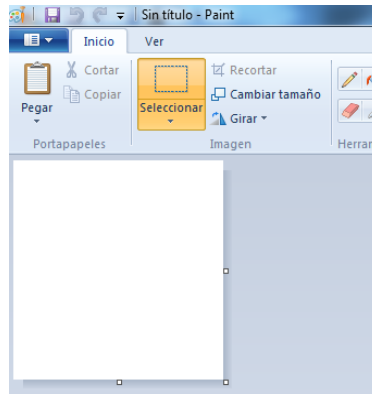 Sin título - Paint
Inicio Ver
Pegar
Cortar
Copiar
Portapapeles
Seleccionar
Recortar
Cambiar tamaño
Girar
Imagen